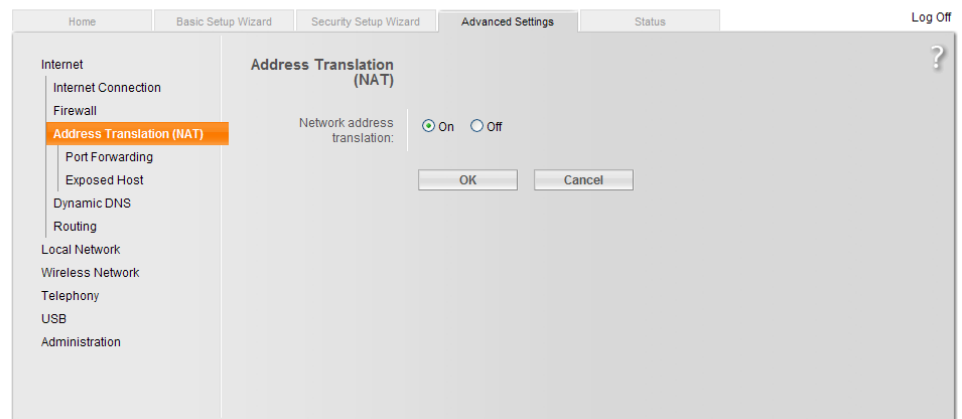 Home
Basic Setup Wizard
Security Setup Wizard
Advanced Settings
Status
Log Off
?
Internet
Internet Connection
Firewall
Address Translation (NAT)
Port Forwarding
Exposed Host
Dynamic DNS
Routing
Local Network
Wireless Network
Telephony
USB
Administration
Address Translation
(NAT)
Network address
translation:
On
Off
OK
Cancel